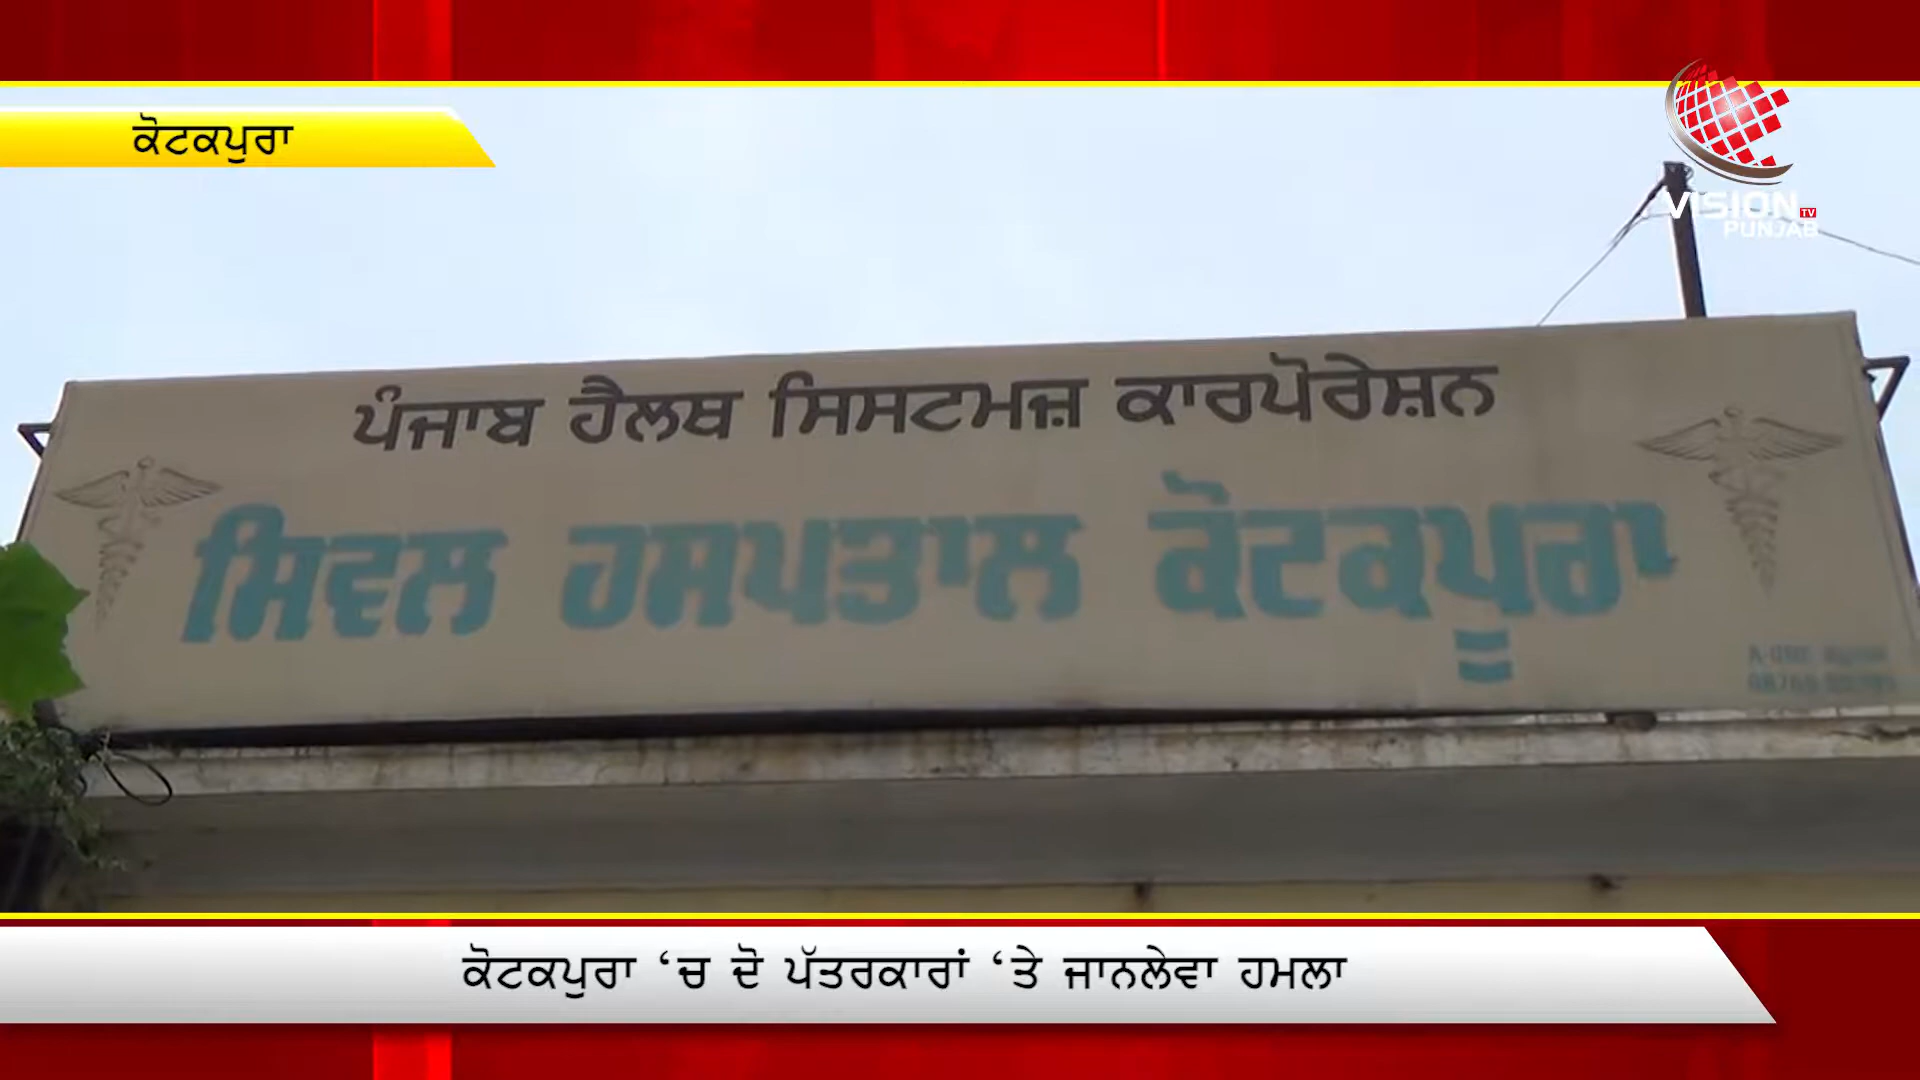 ਕੋਟਕਪੁਰਾ
VISION TV
PUNJAB
ਪੰਜਾਬ ਹੈਲਥ ਸਿਸਟਮਜ਼ ਕਾਰਪੋਰੇਸ਼ਨ
ਸਿਵਲ ਹਸਪਤਾਲ ਕੋਟਕਪੂਰਾ
ਕੋਟਕਪੁਰਾ ‘ਚ ਦੋ ਪੱਤਰਕਾਰਾਂ ‘ਤੇ ਜਾਨਲੇਵਾ ਹਮਲਾ